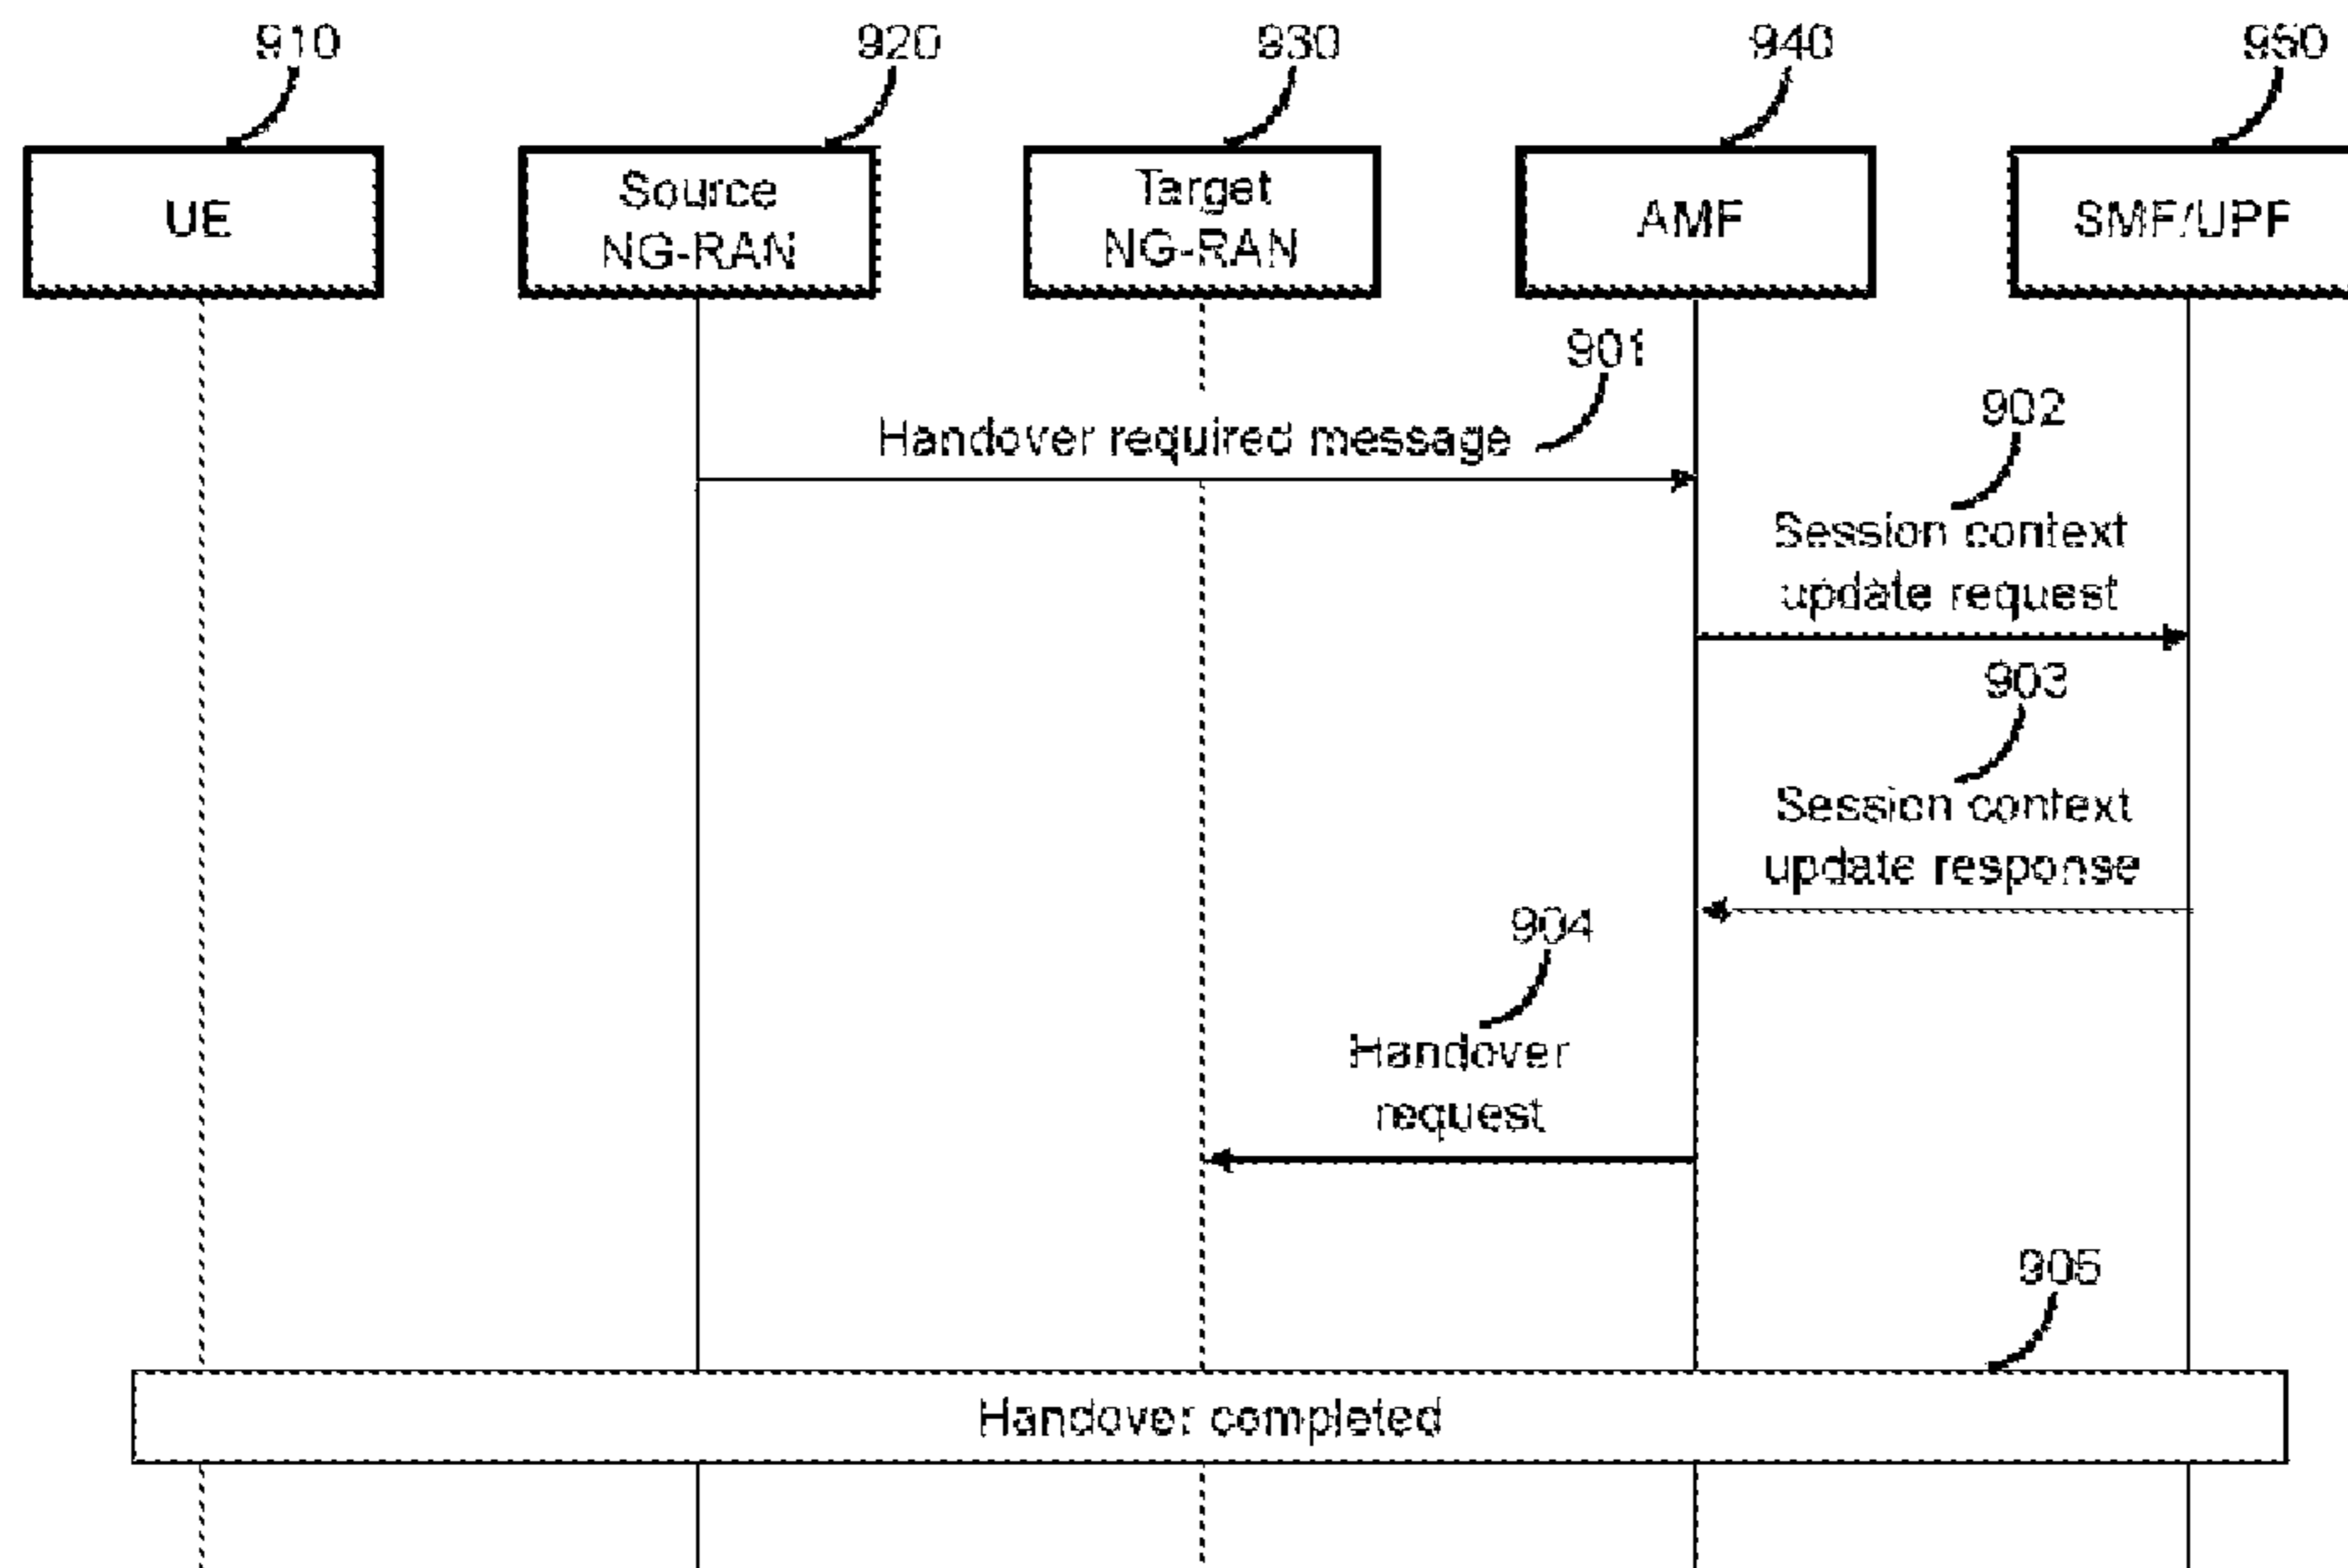 910
920
930
940
950
UE
Source
NG-RAN
Target
NG-RAN
AMF
SMF/UPF
901
Handover required message
902
Session context
update request
903
Session context
update response
904
Handover
request
905
Handover completed